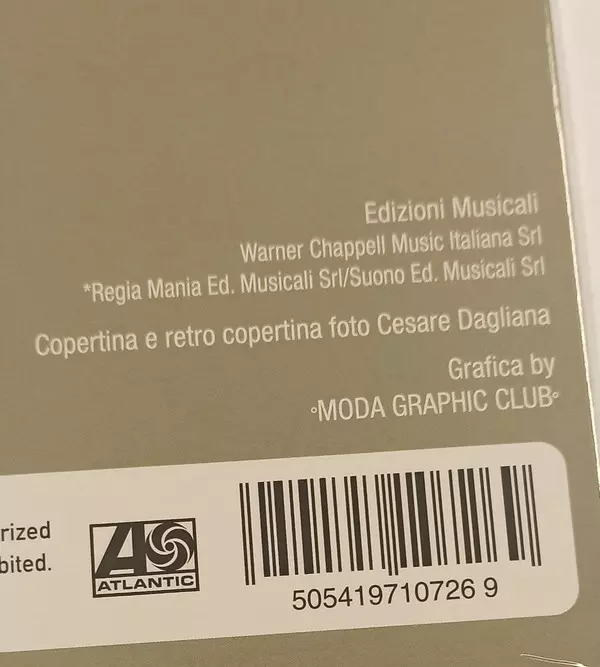 Edizioni Musicali
Warner Chappell Music Italiana Srl
*Regia Mania Ed. Musicali Srl/Suono Ed. Musicali Srl
Copertina e retro copertina foto Cesare Dagliana
Grafica by
°MODA GRAPHIC CLUB°
rized
bited.
ATLANTIC
505419710726 9